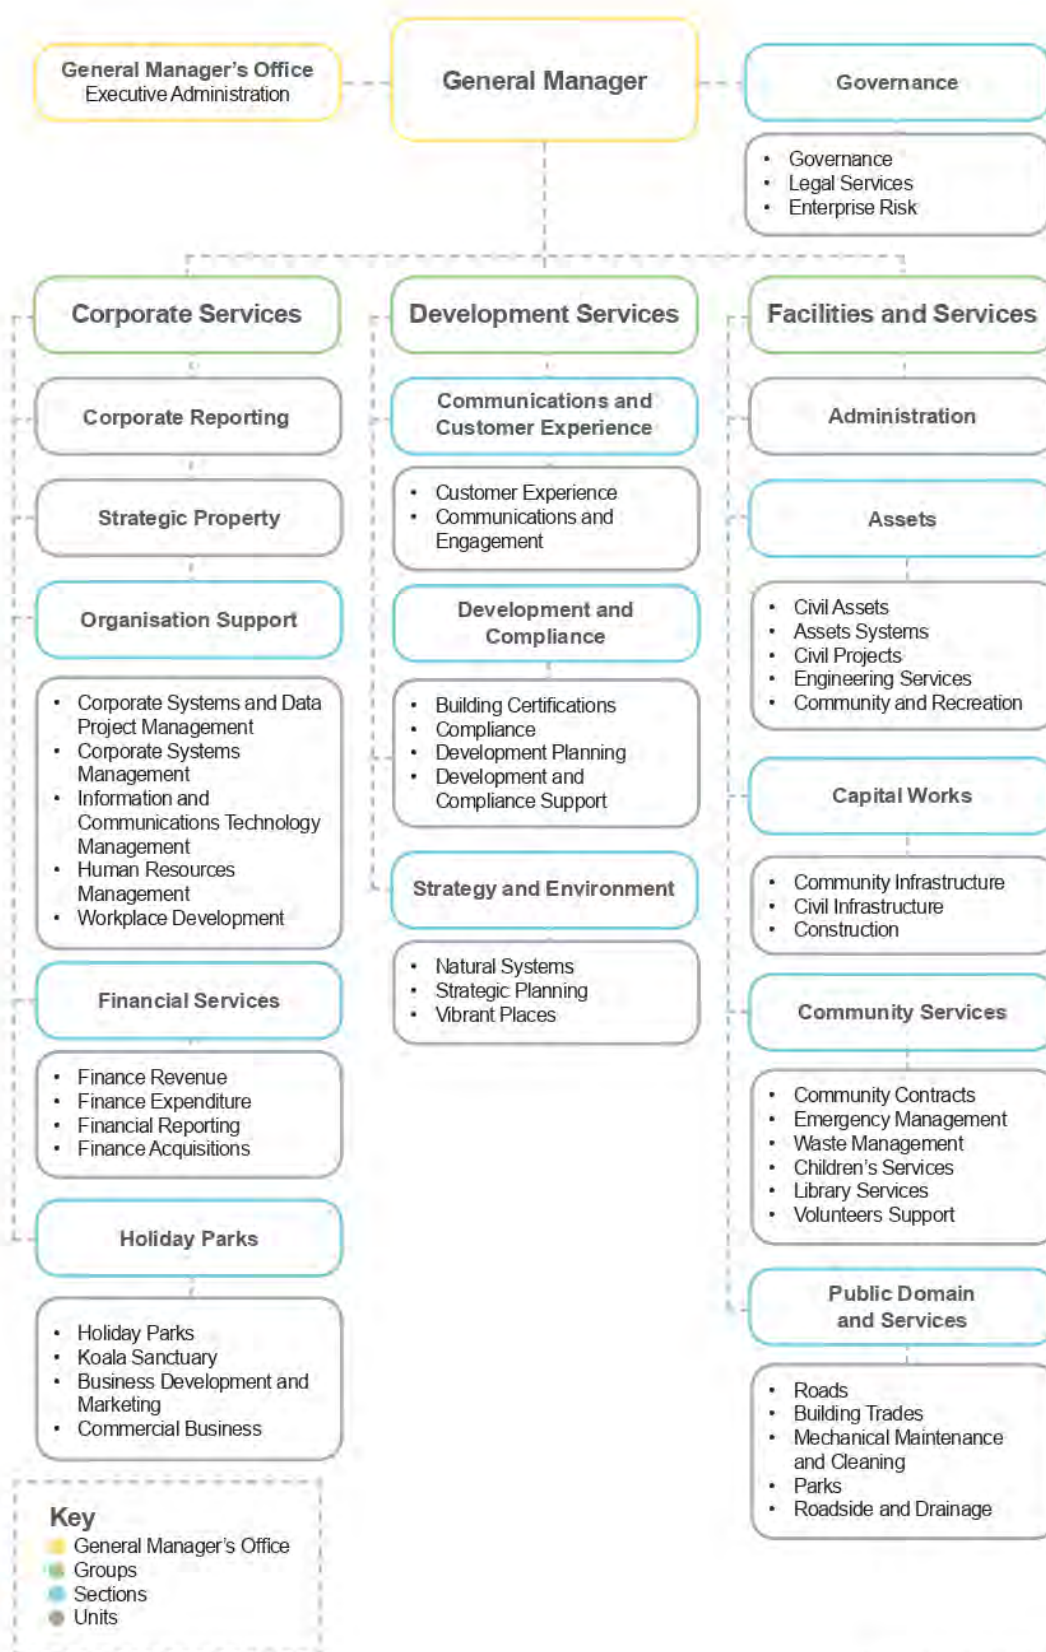 General Manager's Office
Executive Administration
General Manager
Governance
• Governance
• Legal Services
• Enterprise Risk
Corporate Services
Corporate Reporting
Strategic Property
Organisation Support
• Corporate Systems and Data
Project Management
• Corporate Systems
Management
• Information and
Communications Technology
Management
• Human Resources
Management
• Workplace Development
Financial Services
• Finance Revenue
• Finance Expenditure
• Financial Reporting
• Finance Acquisitions
Holiday Parks
• Holiday Parks
• Koala Sanctuary
• Business Development and
Marketing
• Commercial Business
Development Services
Communications and
Customer Experience
• Customer Experience
• Communications and
Engagement
Development and
Compliance
• Building Certifications
• Compliance
• Development Planning
• Development and
Compliance Support
Strategy and Environment
• Natural Systems
• Strategic Planning
• Vibrant Places
Facilities and Services
Administration
Assets
• Civil Assets
• Assets Systems
• Civil Projects
• Engineering Services
• Community and Recreation
Capital Works
• Community Infrastructure
• Civil Infrastructure
• Construction
Community Services
• Community Contracts
• Emergency Management
• Waste Management
• Children's Services
• Library Services
• Volunteers Support
Public Domain
and Services
• Roads
• Building Trades
• Mechanical Maintenance
and Cleaning
• Parks
• Roadside and Drainage
Key
General Manager's Office
Groups
Sections
Units